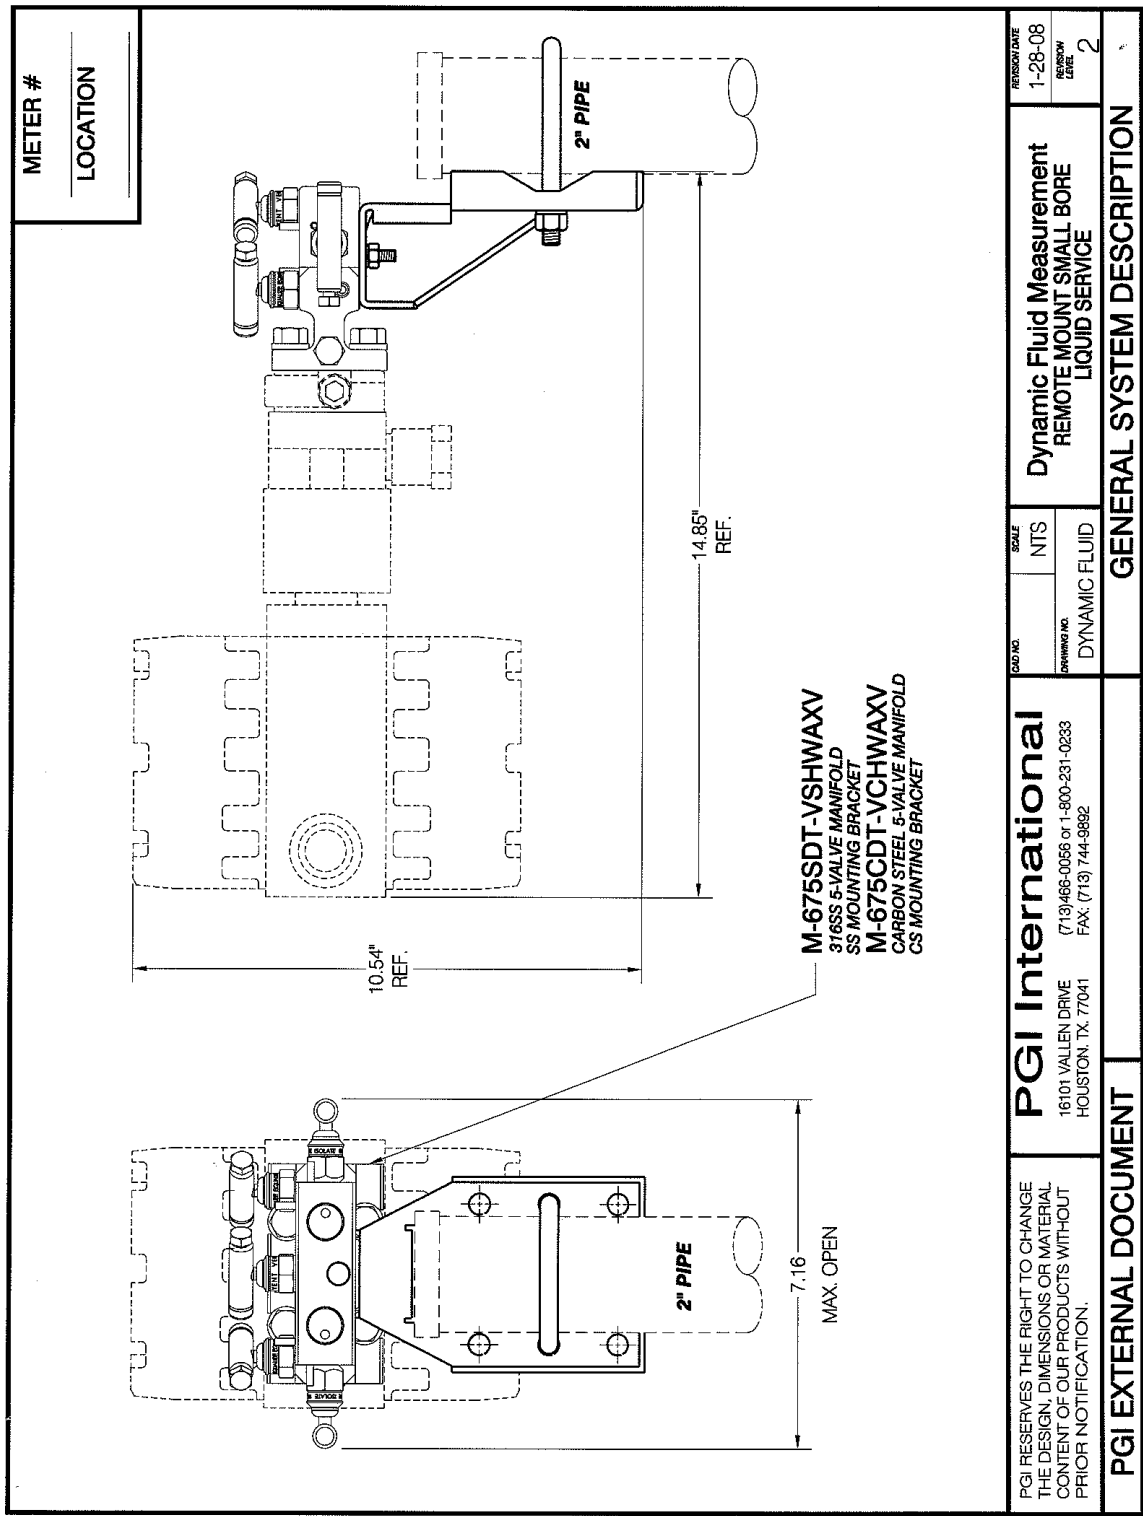 METER #
LOCATION
2" PIPE
14.85"
REF.
10.54"
REF.
M-675SDT-VSHWAXV
316SS 5-VALVE MANIFOLD
SS MOUNTING BRACKET
M-675CDT-VCHWAXV
CARBON STEEL 5-VALVE MANIFOLD
CS MOUNTING BRACKET
ISOLATE
ISOLATE
2" PIPE
7.16
MAX. OPEN
PGI RESERVES THE RIGHT TO CHANGE
THE DESIGN, DIMENSIONS OR MATERIAL
CONTENT OF OUR PRODUCTS WITHOUT
PRIOR NOTIFICATION.
PGI International
16101 VALLEN DRIVE
HOUSTON, TX. 77041
(713)466-0056 or 1-800-231-0233
FAX: (713) 744-9892
CAD NO.
SCALE
NTS
DRAWING NO.
DYNAMIC FLUID
Dynamic Fluid Measurement
REMOTE MOUNT SMALL BORE
LIQUID SERVICE
REVISION DATE
1-28-08
REVISION
LEVEL
2
PGI EXTERNAL DOCUMENT
GENERAL SYSTEM DESCRIPTION